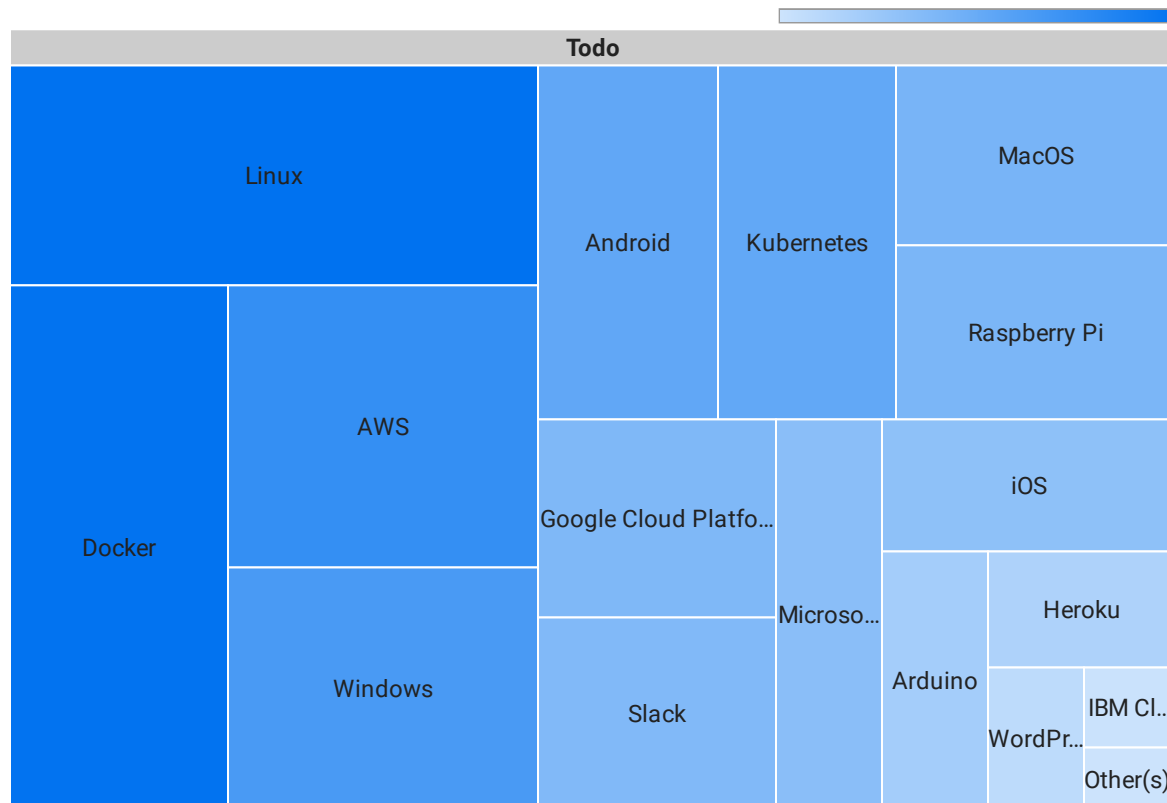 Todo
Linux
Docker
AWS
Windows
Android
Kubernetes
MacOS
Raspberry Pi
Google Cloud Platfo...
Slack
Microso...
iOS
Arduino
Heroku
WordPr...
IBM Cl...
Other(s)